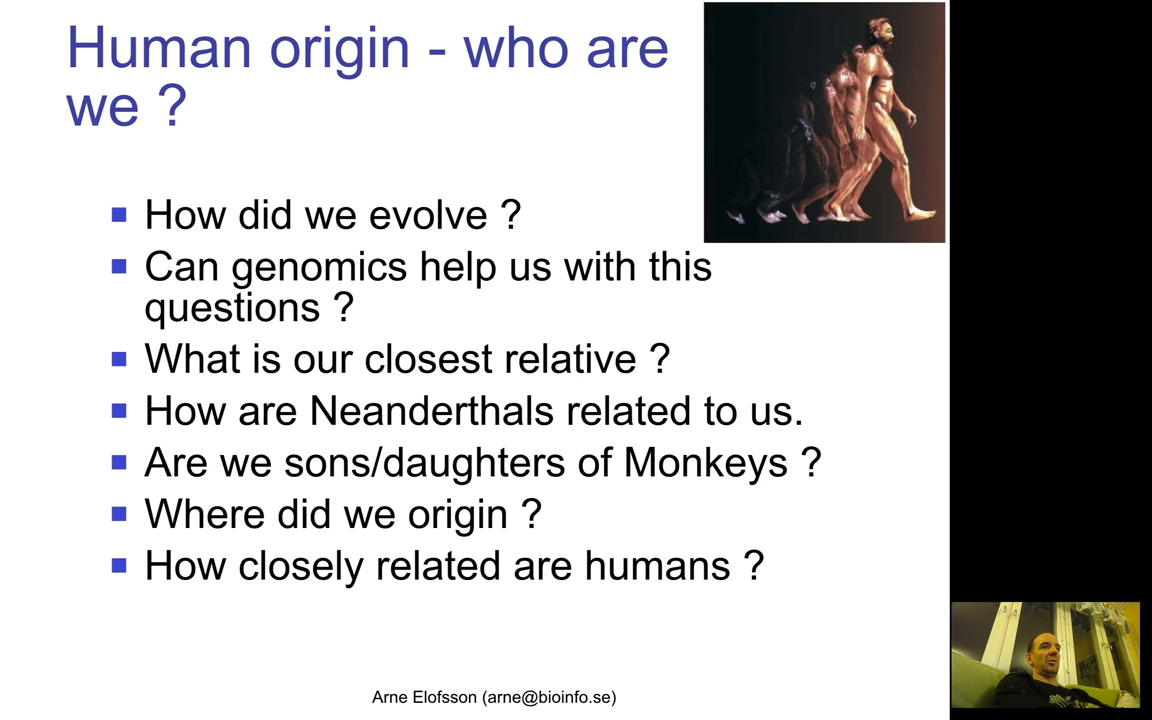 Human origin - who are
we ?
How did we evolve ?
Can genomics help us with this
questions ?
What is our closest relative ?
How are Neanderthals related to us.
Are we sons/daughters of Monkeys ?
Where did we origin ?
How closely related are humans ?
Arne Elofsson (arne@bioinfo.se)